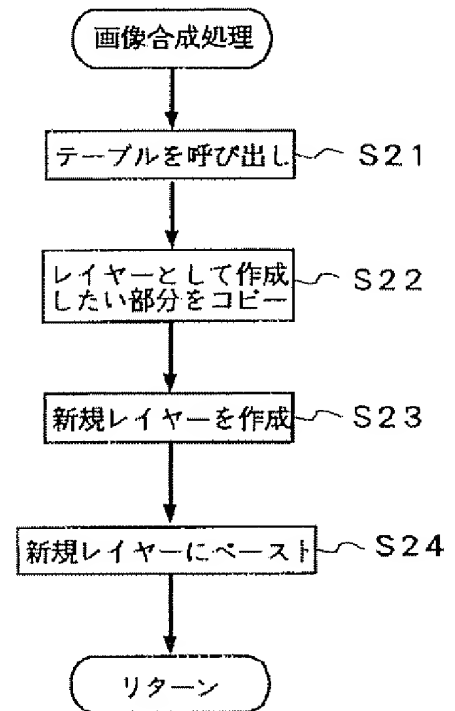 画像合成処理
テーブルを呼び出し
S21
レイヤーとして作成
したい部分をコピー
S22
新規レイヤーを作成
S23
新規レイヤーにペースト
S24
リターン